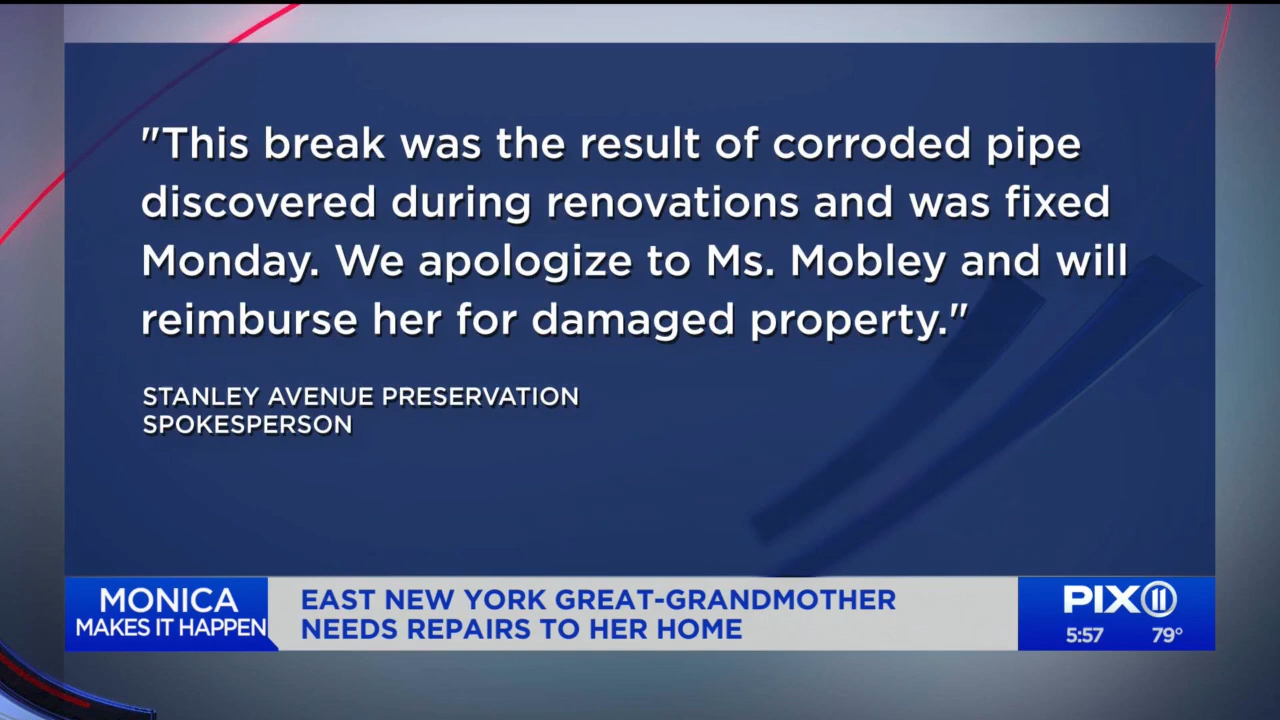 "This break was the result of corroded pipe
discovered during renovations and was fixed
Monday. We apologize to Ms. Mobley and will
reimburse her for damaged property."
STANLEY AVENUE PRESERVATION
SPOKESPERSON
MONICA
MAKES IT HAPPEN
EAST NEW YORK GREAT-GRANDMOTHER
NEEDS REPAIRS TO HER HOME
PIX11
5:57 79°